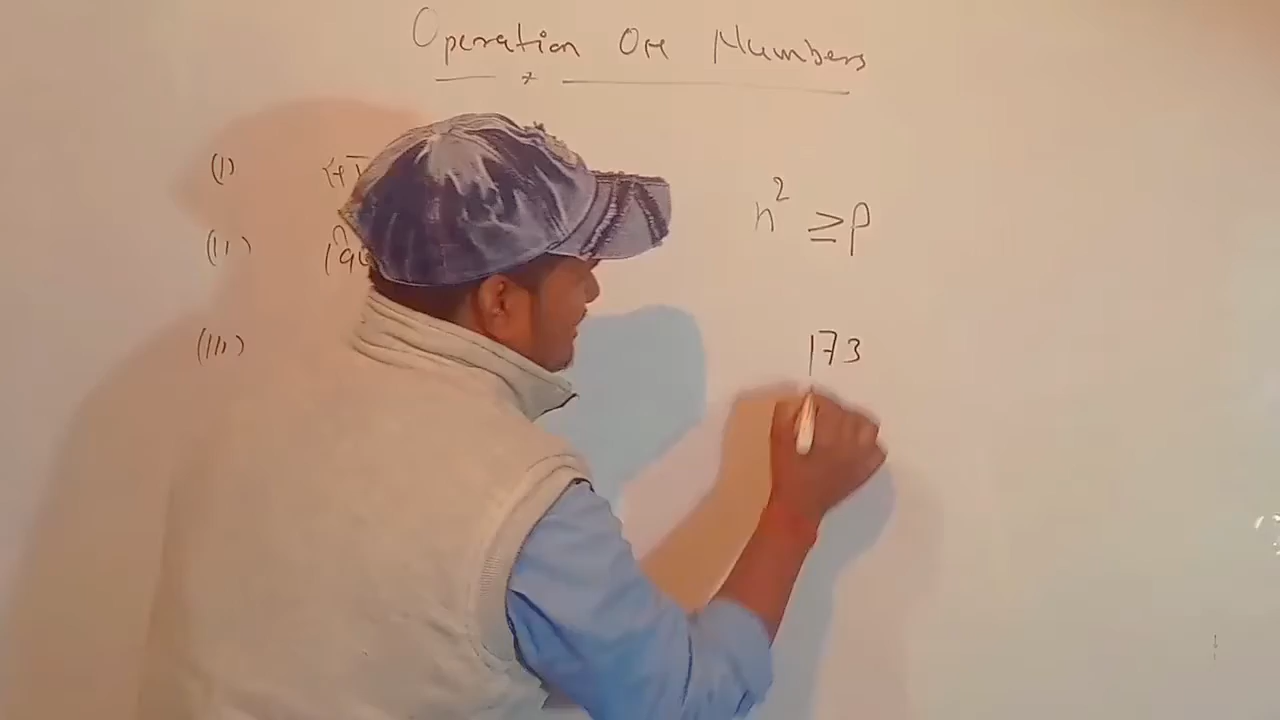 Operation On Numbers
(I)
n² ≥ p
(II)
(III)
173